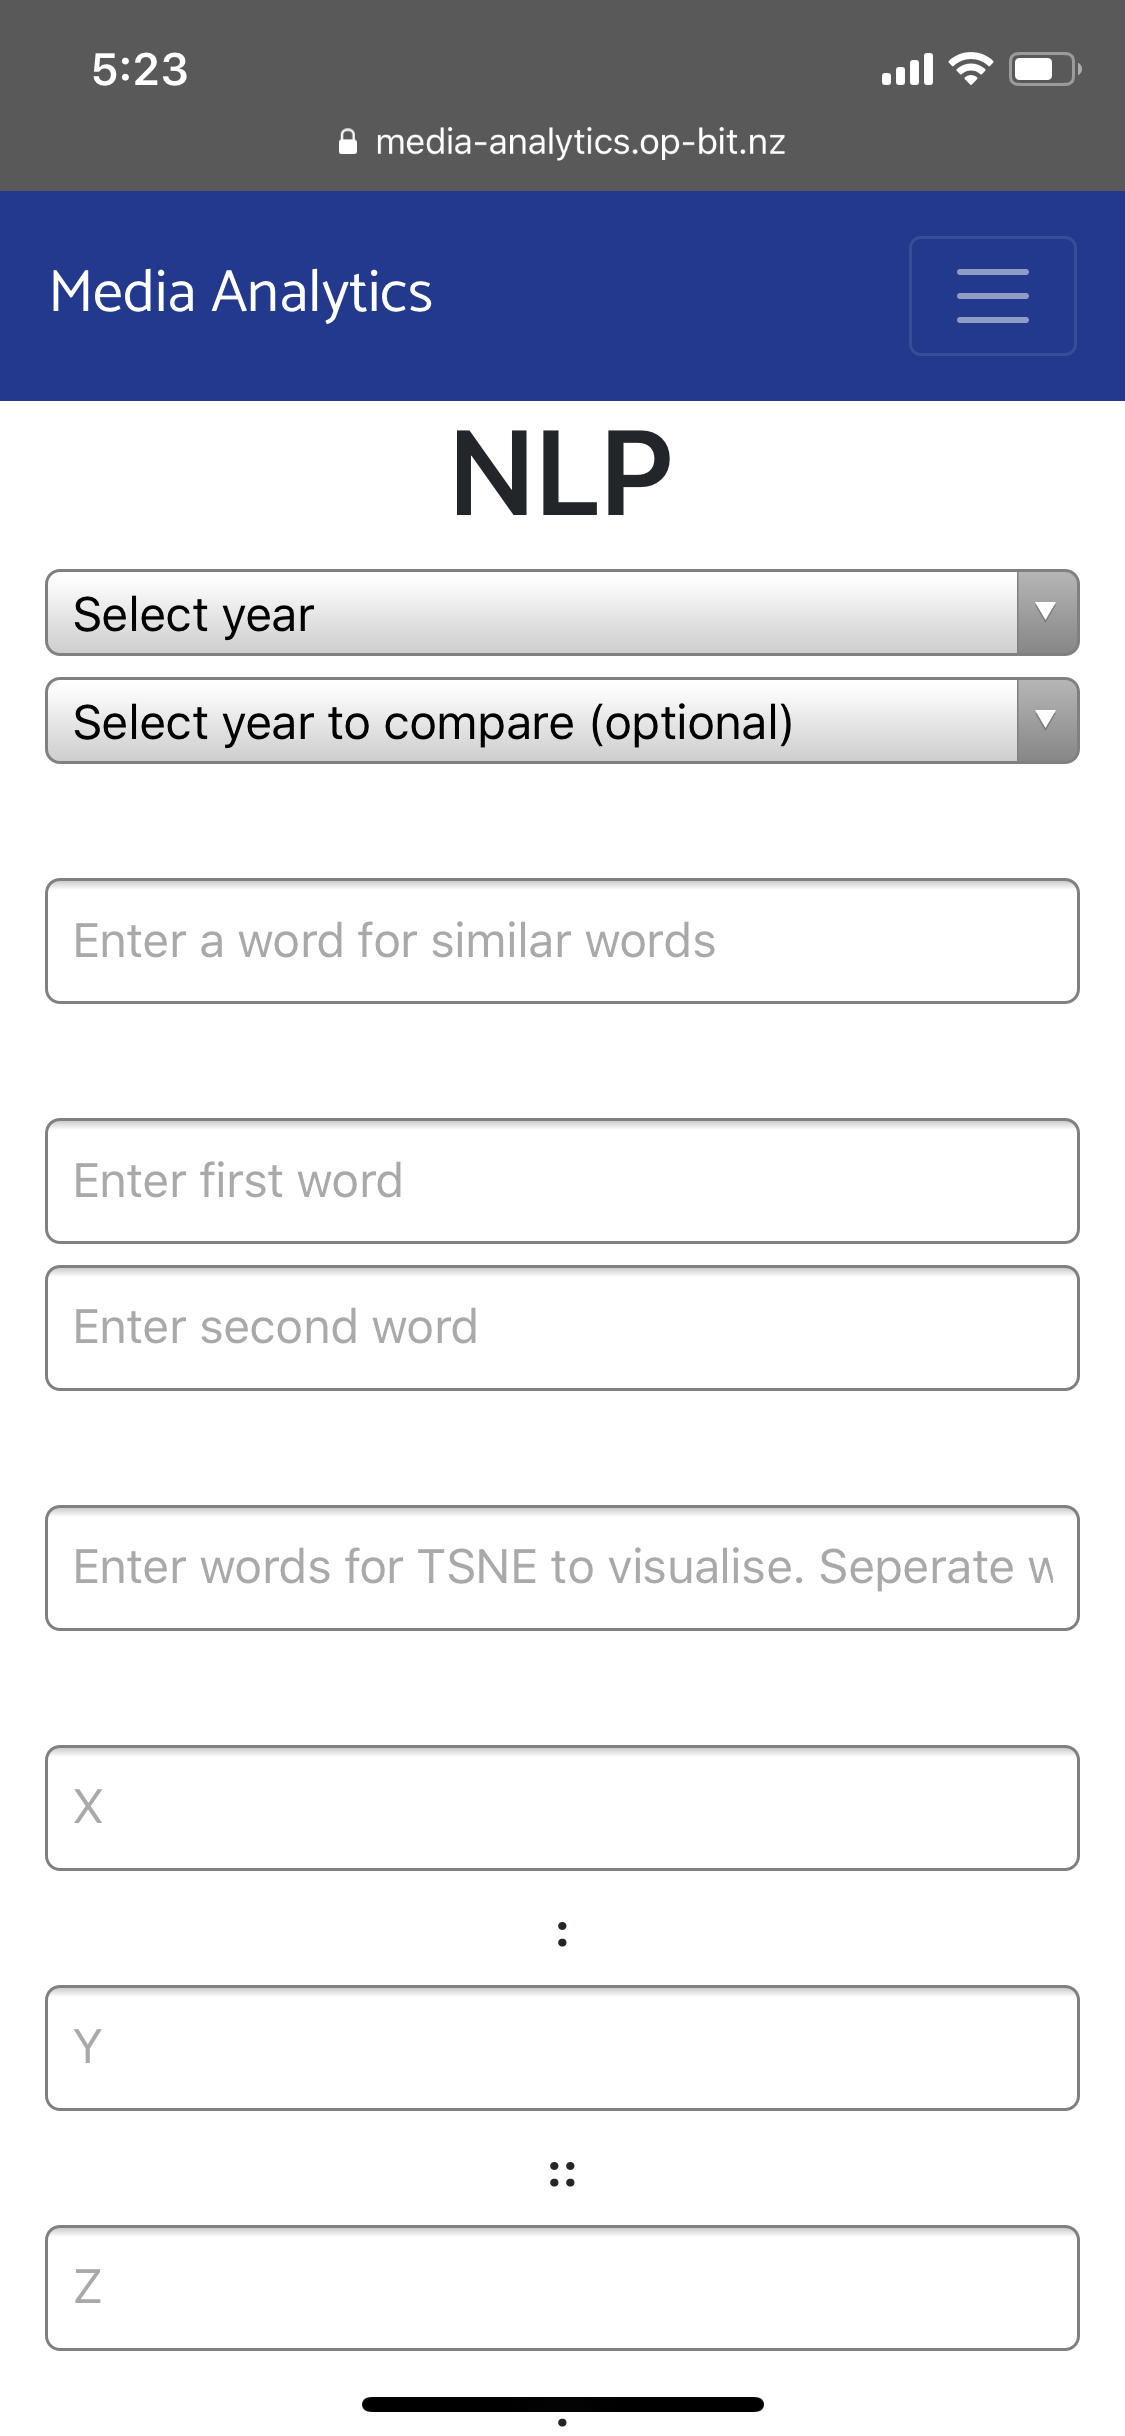 5:23
media-analytics.op-bit.nz
Media Analytics
NLP
Select year
Select year to compare (optional)
Enter a word for similar words
Enter first word
Enter second word
Enter words for TSNE to visualise. Seperate w
X
:
Y
::
Z